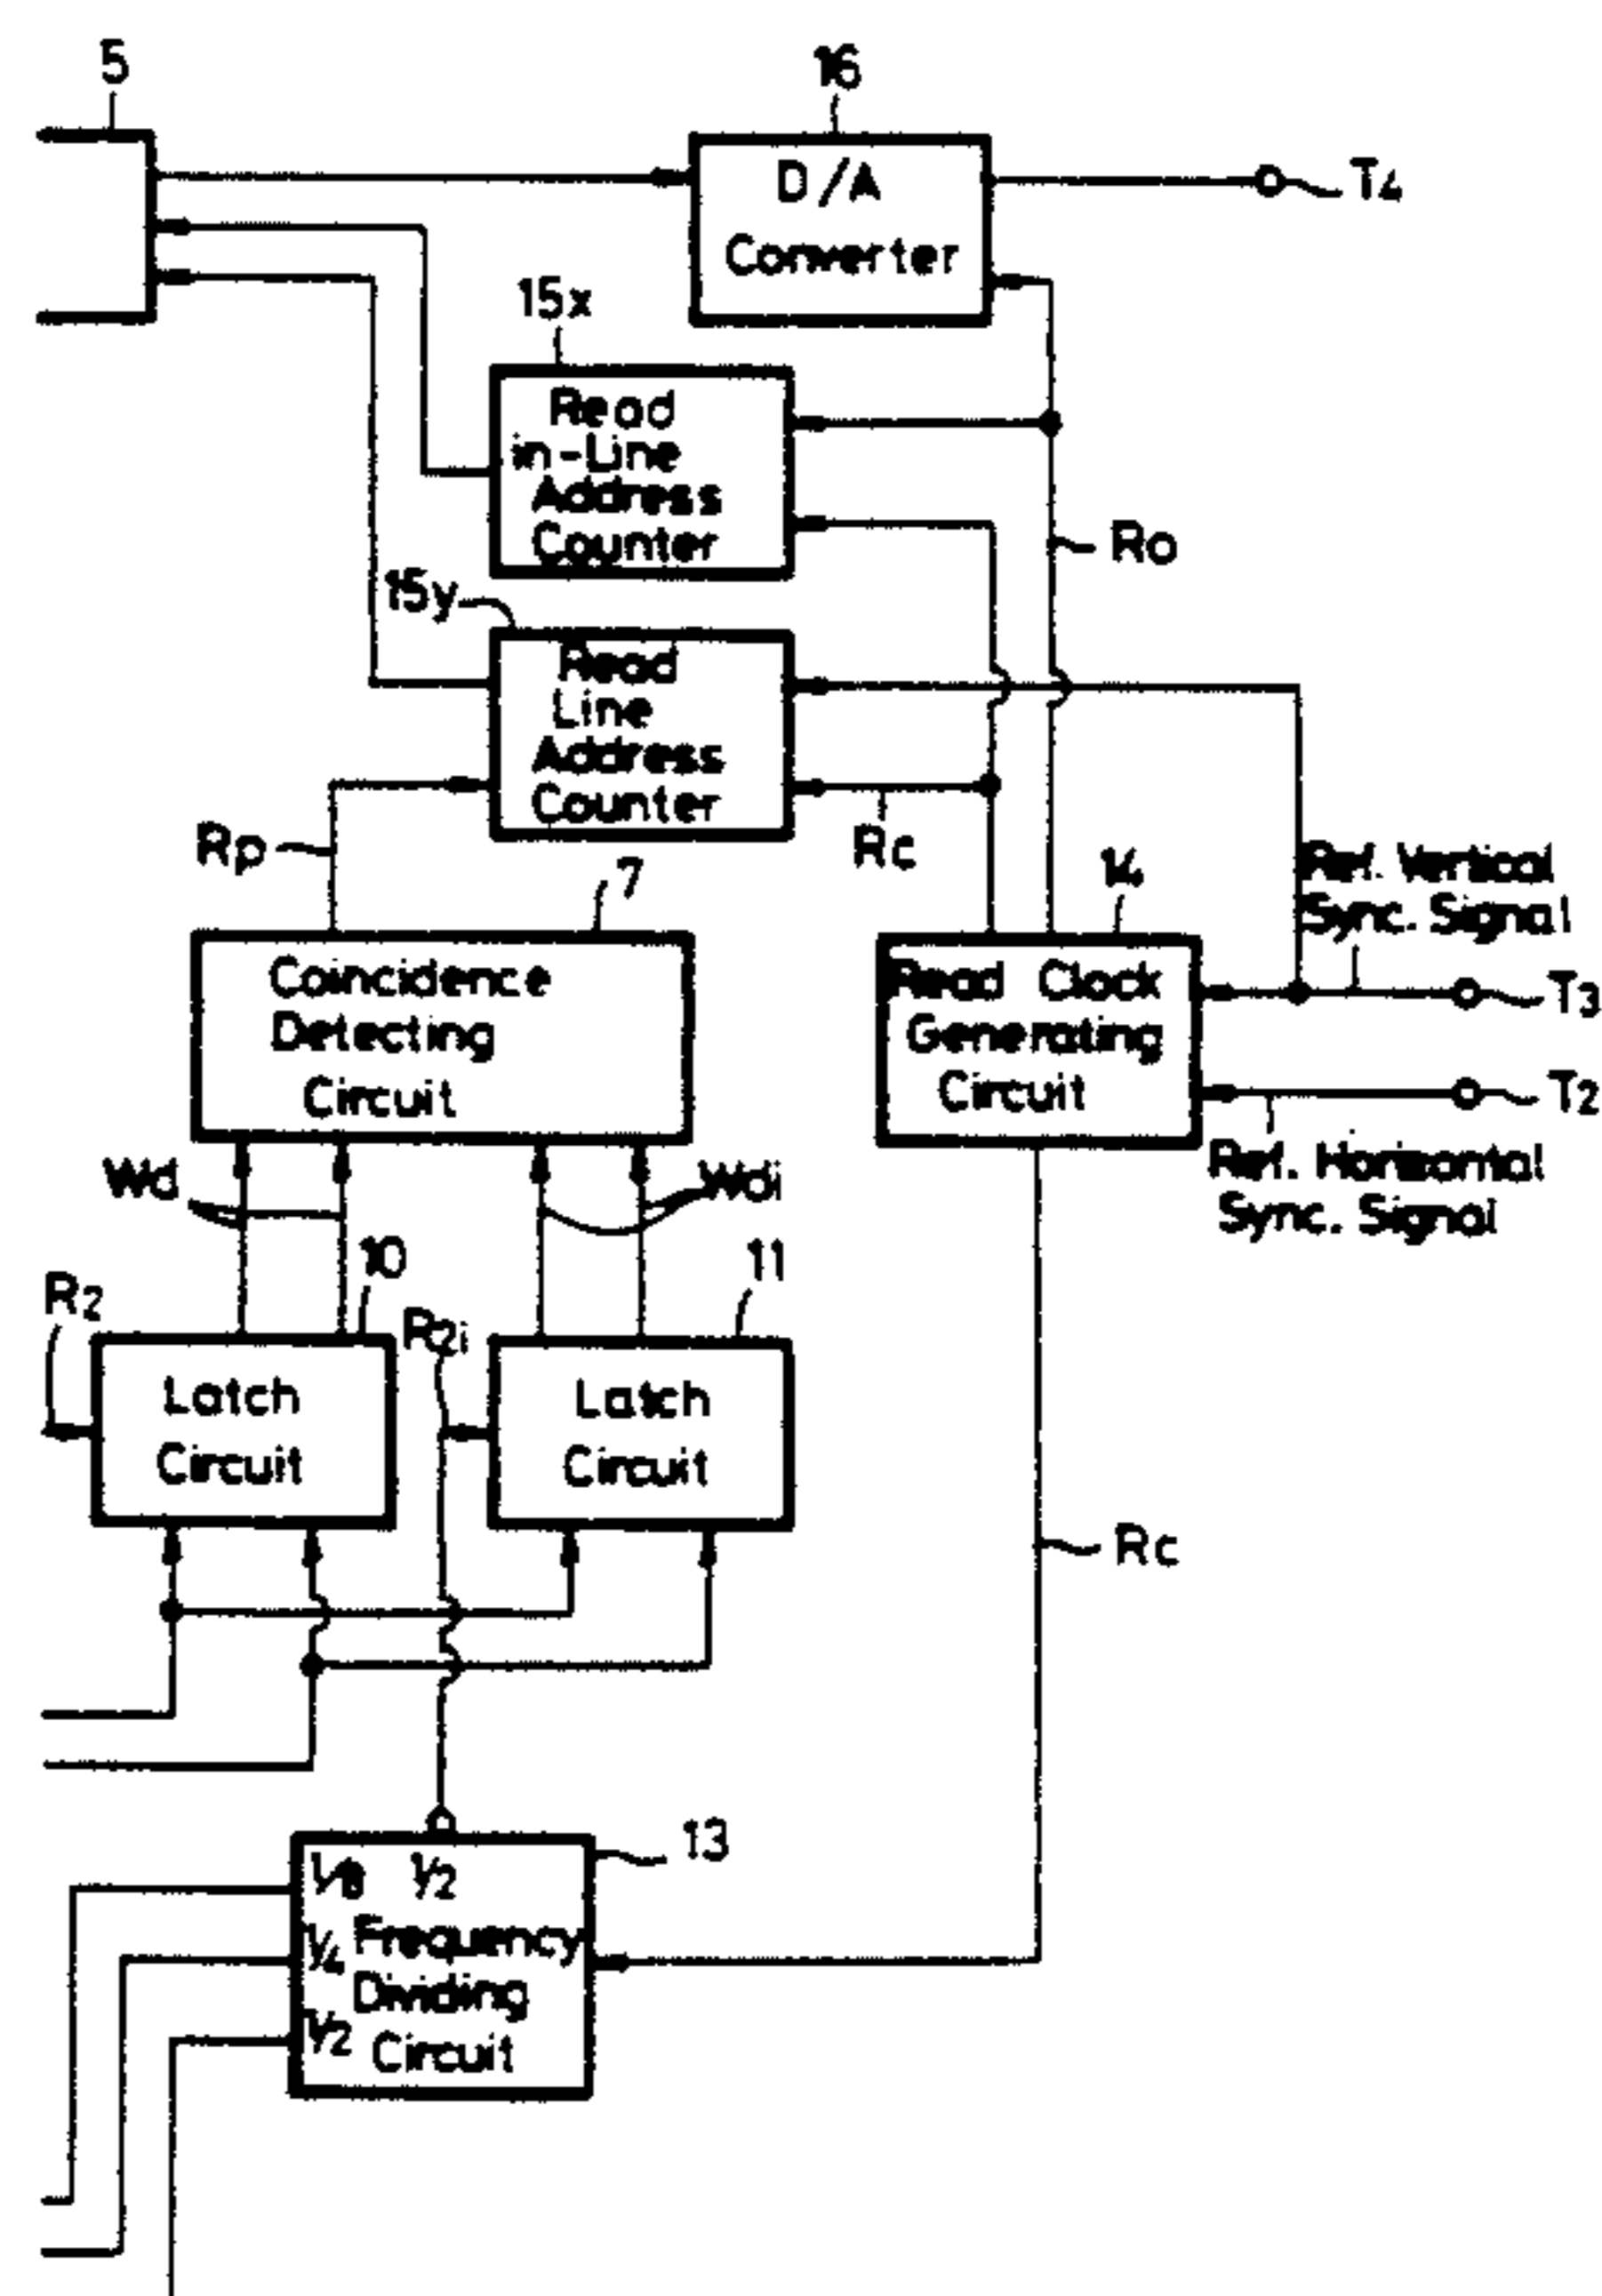 5
16
D/A
Converter
T4
15x
Read
in-Line
Address
Counter
Ro
15y
Read
Line
Address
Counter
Rp
Rc
7
14
Ref. Vertical
Sync. Signal
Coincidence
Detecting
Circuit
Read Clock
Generating
Circuit
T3
T2
Ref. Horizontal
Sync. Signal
Wd
Wdi
10
11
R2
R2i
Latch
Circuit
Latch
Circuit
Rc
13
1/8 1/2
1/4 Frequency
Dividing
1/2 Circuit